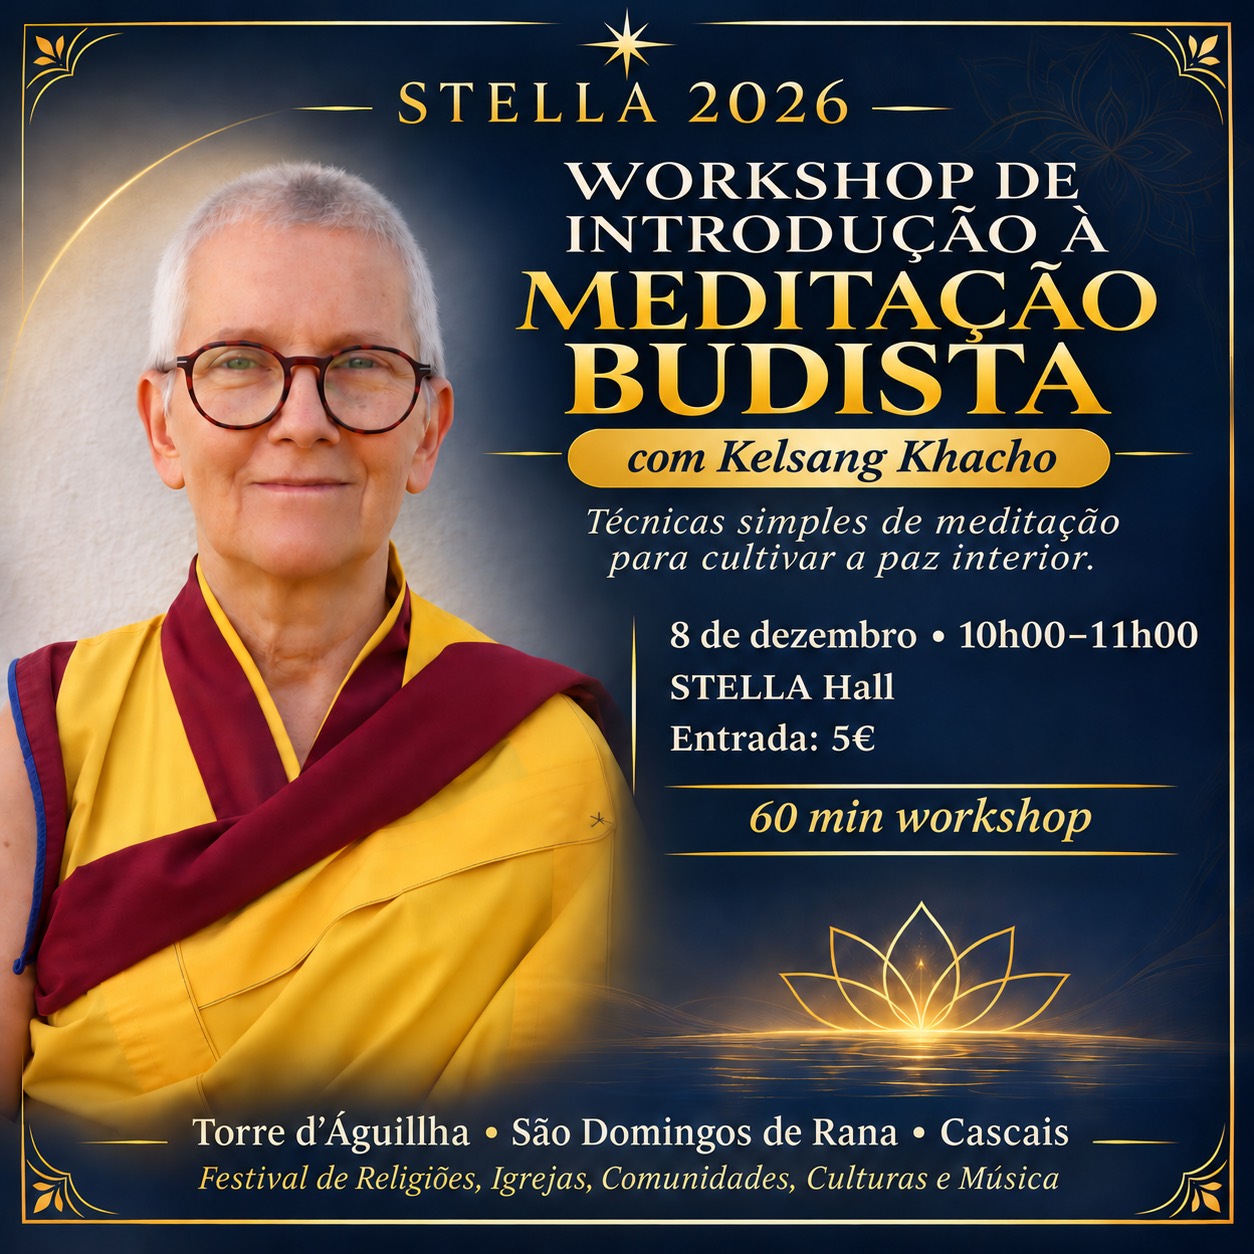 STELLA 2026
WORKSHOP DE
INTRODUÇÃO À
MEDITAÇÃO
BUDISTA
com Kelsang Khacho
Técnicas simples de meditação
para cultivar a paz interior.
8 de dezembro • 10h00–11h00
STELLA Hall
Entrada: 5€
60 min workshop
Torre d’Águillha • São Domingos de Rana • Cascais
Festival de Religiões, Igrejas, Comunidades, Culturas e Música